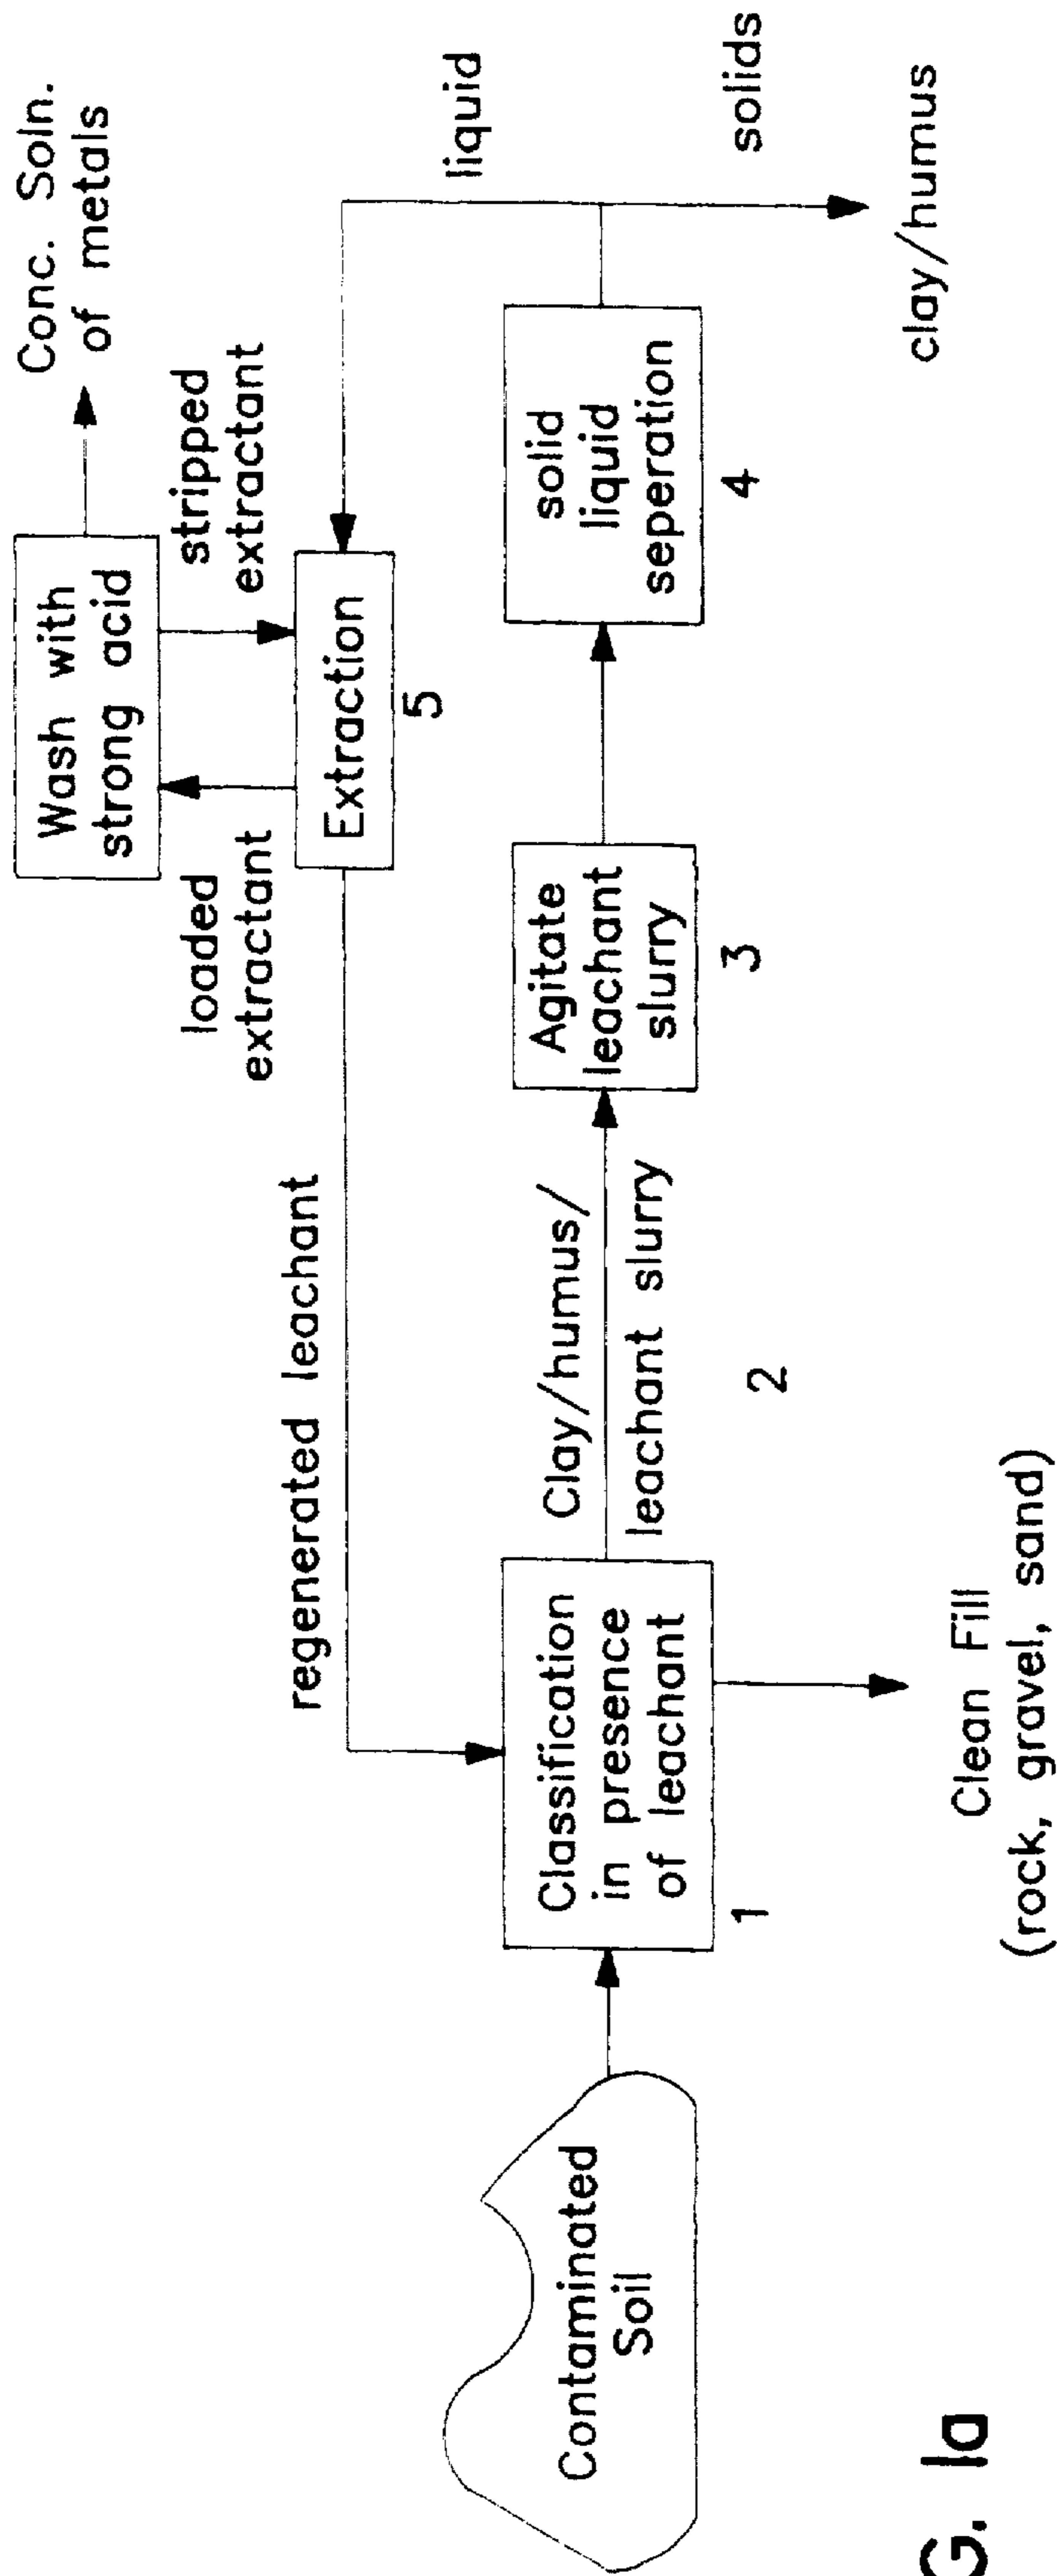 Conc. Soln.
of metals
Wash with
strong acid
stripped
extractant
loaded
extractant
liquid
Extraction
5
regenerated leachant
solids
Contaminated
Soil
Classification
in presence
of leachant
1
Clay/humus/
leachant slurry
2
Agitate
leachant
slurry
3
solid
liquid
seperation
4
clay/humus
Clean Fill
(rock, gravel, sand)
G. 1a